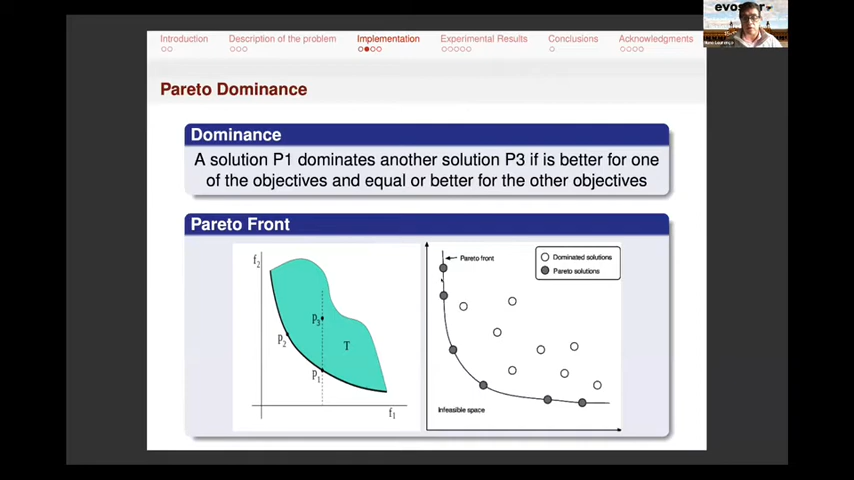 evostar
Introduction
Description of the problem
Implementation
Experimental Results
Conclusions
Acknowledgments
Pareto Dominance
Dominance
A solution P1 dominates another solution P3 if is better for one
of the objectives and equal or better for the other objectives
Pareto Front
f2
p3
p2
T
p1
f1
Pareto front
Dominated solutions
Pareto solutions
Infeasible space